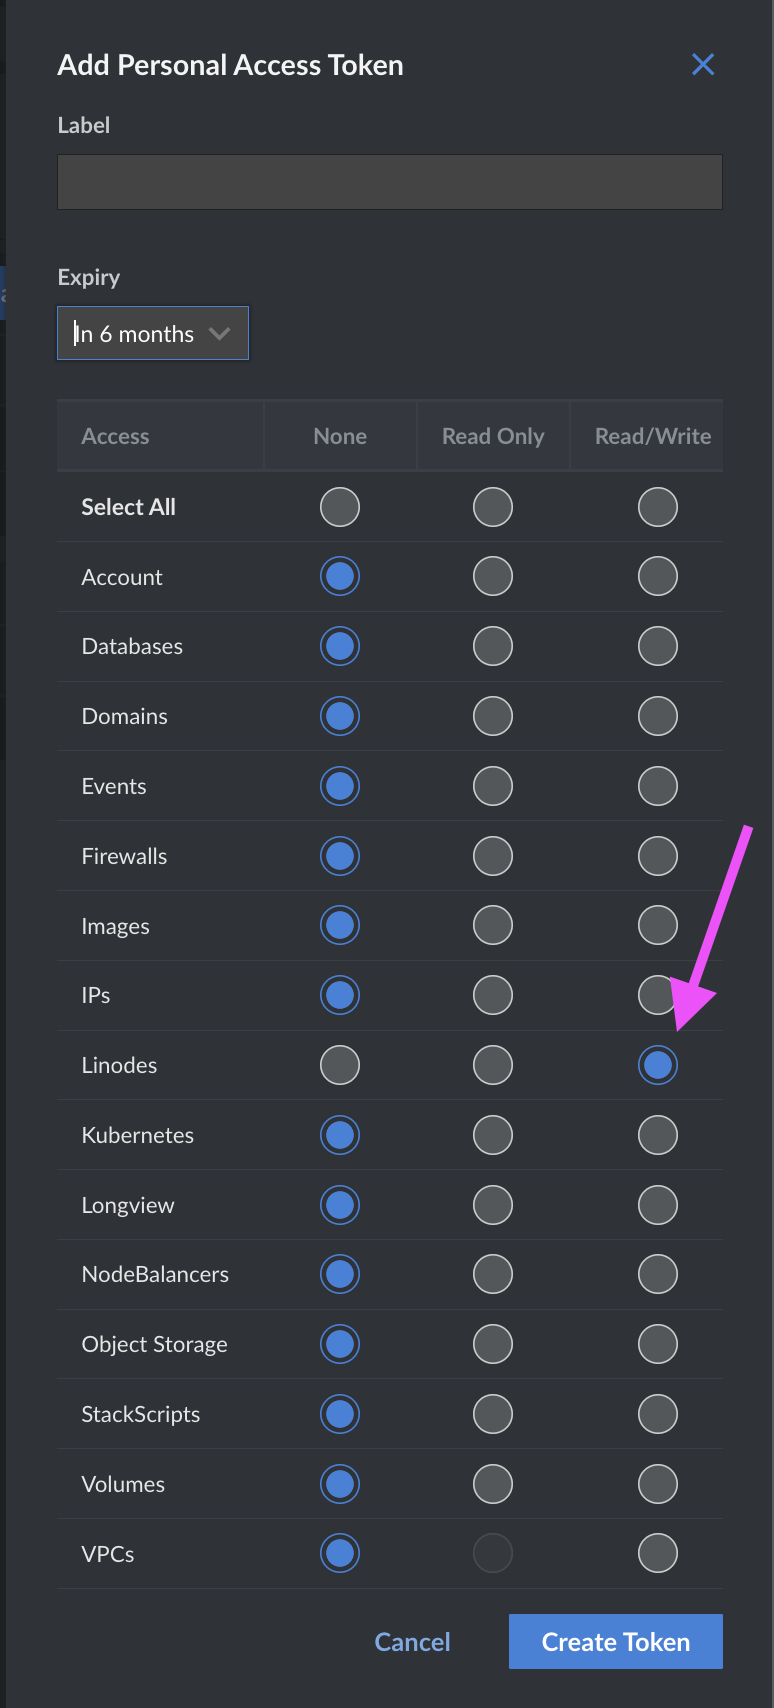 Add Personal Access Token
Label
Expiry
In 6 months
Access None Read Only Read/Write
Select All
Account
Databases
Domains
Events
Firewalls
Images
IPs
Linodes
Kubernetes
Longview
NodeBalancers
Object Storage
StackScripts
Volumes
VPCs
Cancel Create Token